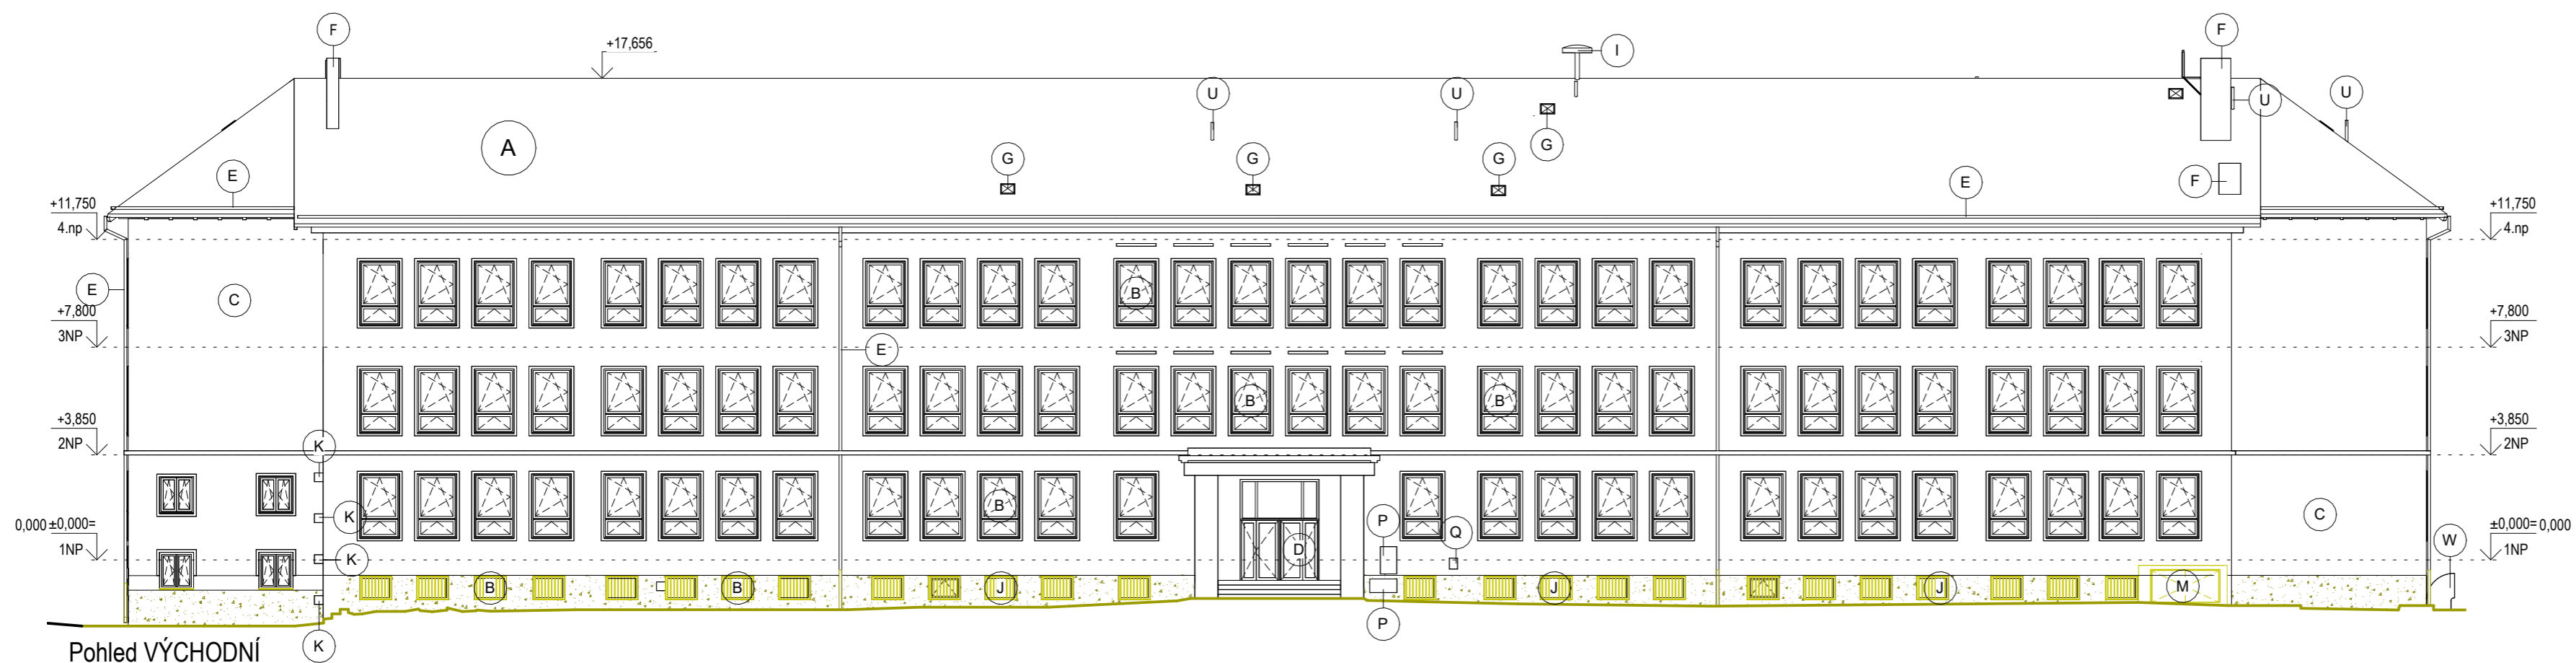 F
+17,656
I
F
U
U
U
U
A
G
G
G
G
E
E
F
+11,750
4.np
+11,750
4.np
E
C
B
+7,800
3NP
+7,800
3NP
E
B
B
+3,850
2NP
+3,850
2NP
K
B
K
K
0,000 ±0,000=
1NP
P
Q
D
C
±0,000= 0,000
1NP
W
B
B
J
J
J
M
P
K
Pohled VÝCHODNÍ